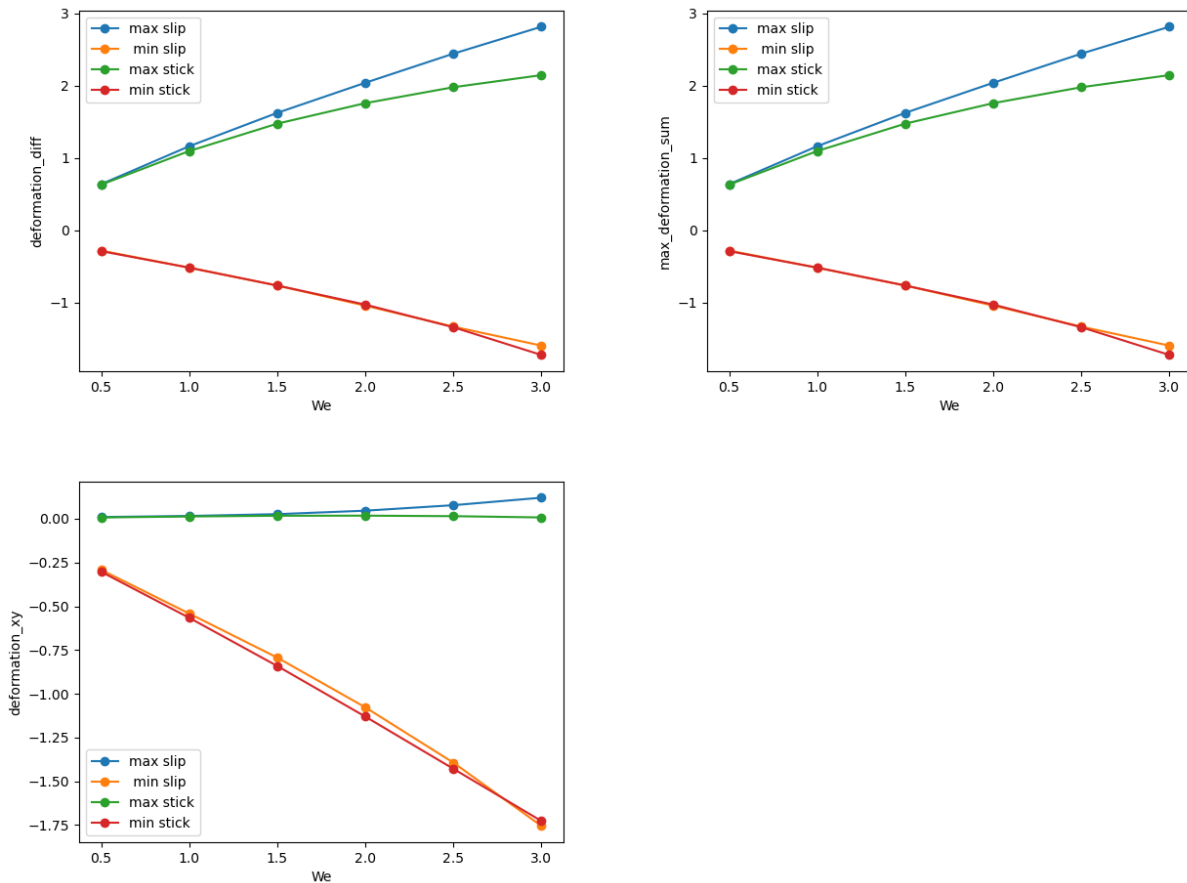 3
2
1
0
−1
deformation_diff
max slip
min slip
max stick
min stick
0.5 1.0 1.5 2.0 2.5 3.0
We
3
2
1
0
−1
max_deformation_sum
max slip
min slip
max stick
min stick
0.5 1.0 1.5 2.0 2.5 3.0
We
0.00
−0.25
−0.50
−0.75
−1.00
−1.25
−1.50
−1.75
deformation_xy
max slip
min slip
max stick
min stick
0.5 1.0 1.5 2.0 2.5 3.0
We